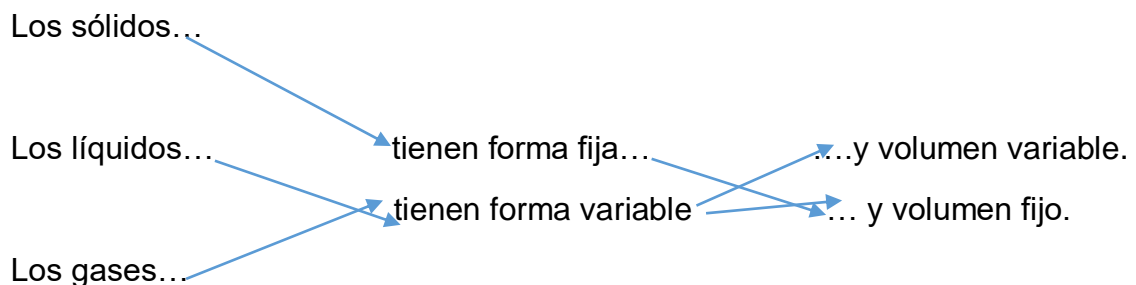 Los sólidos…
Los líquidos… tienen forma fija… ….y volumen variable.
tienen forma variable … y volumen fijo.
Los gases…